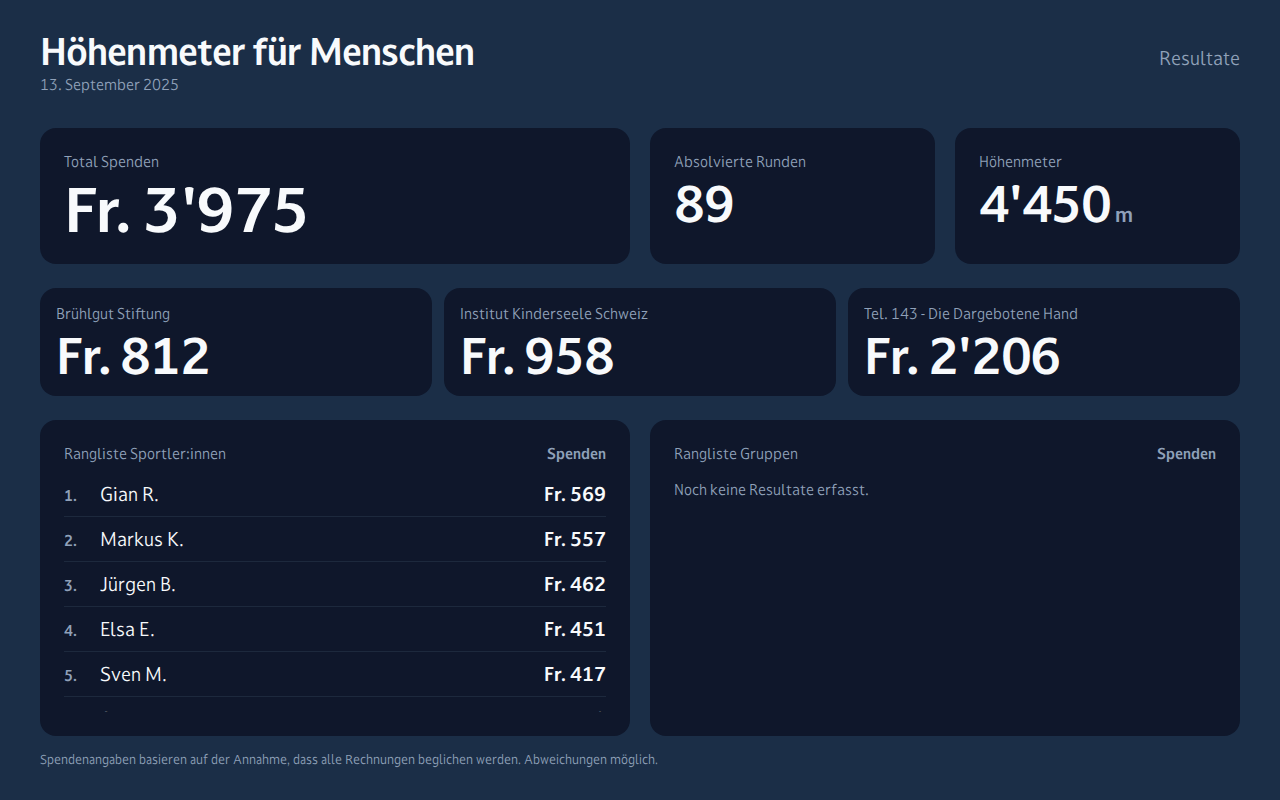 Höhenmeter für Menschen
13. September 2025
Resultate
Total Spenden
Fr. 3'975
Absolvierte Runden
89
Höhenmeter
4'450 m
Brühlgut Stiftung
Fr. 812
Institut Kinderseele Schweiz
Fr. 958
Tel. 143 - Die Dargebotene Hand
Fr. 2'206
Rangliste Sportler:innen Spenden
1. Gian R. Fr. 569
2. Markus K. Fr. 557
3. Jürgen B. Fr. 462
4. Elsa E. Fr. 451
5. Sven M. Fr. 417
Rangliste Gruppen Spenden
Noch keine Resultate erfasst.
Spendenangaben basieren auf der Annahme, dass alle Rechnungen beglichen werden. Abweichungen möglich.